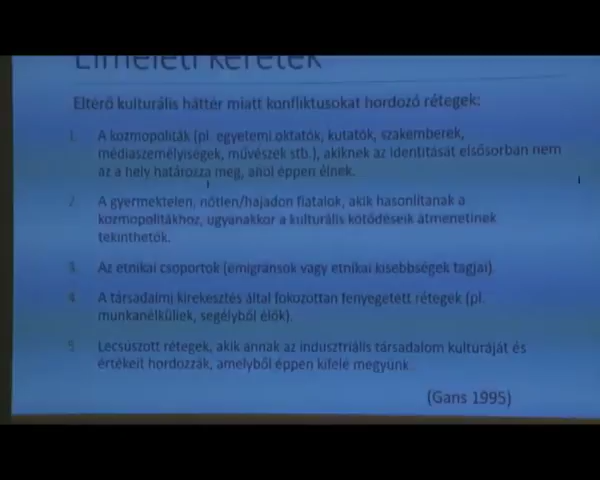 Elméleti keretek
Eltérő kulturális háttér miatt konfliktusokat hordozó rétegek:
1. A kozmopoliták (pl. egyetemi oktatók, kutatók, szakemberek,
médiaszemélyiségek, művészek stb.), akiknek az identitását elsősorban nem
az a hely határozza meg, ahol éppen élnek.
2. A gyermektelen, nőtlen/hajadon fiatalok, akik hasonlítanak a
kozmopolitákhoz, ugyanakkor a kulturális kötődéseik átmenetinek
tekinthetők.
3. Az etnikai csoportok (emigránsok vagy etnikai kisebbségek tagjai).
4. A társadalmi kirekesztés által fokozottan fenyegetett rétegek (pl.
munkanélküliek, segélyből élők).
5. Lecsúszott rétegek, akik annak az indusztriális társadalom kultúráját és
értékeit hordozzák, amelyből éppen kifelé megyünk.
(Gans 1995)